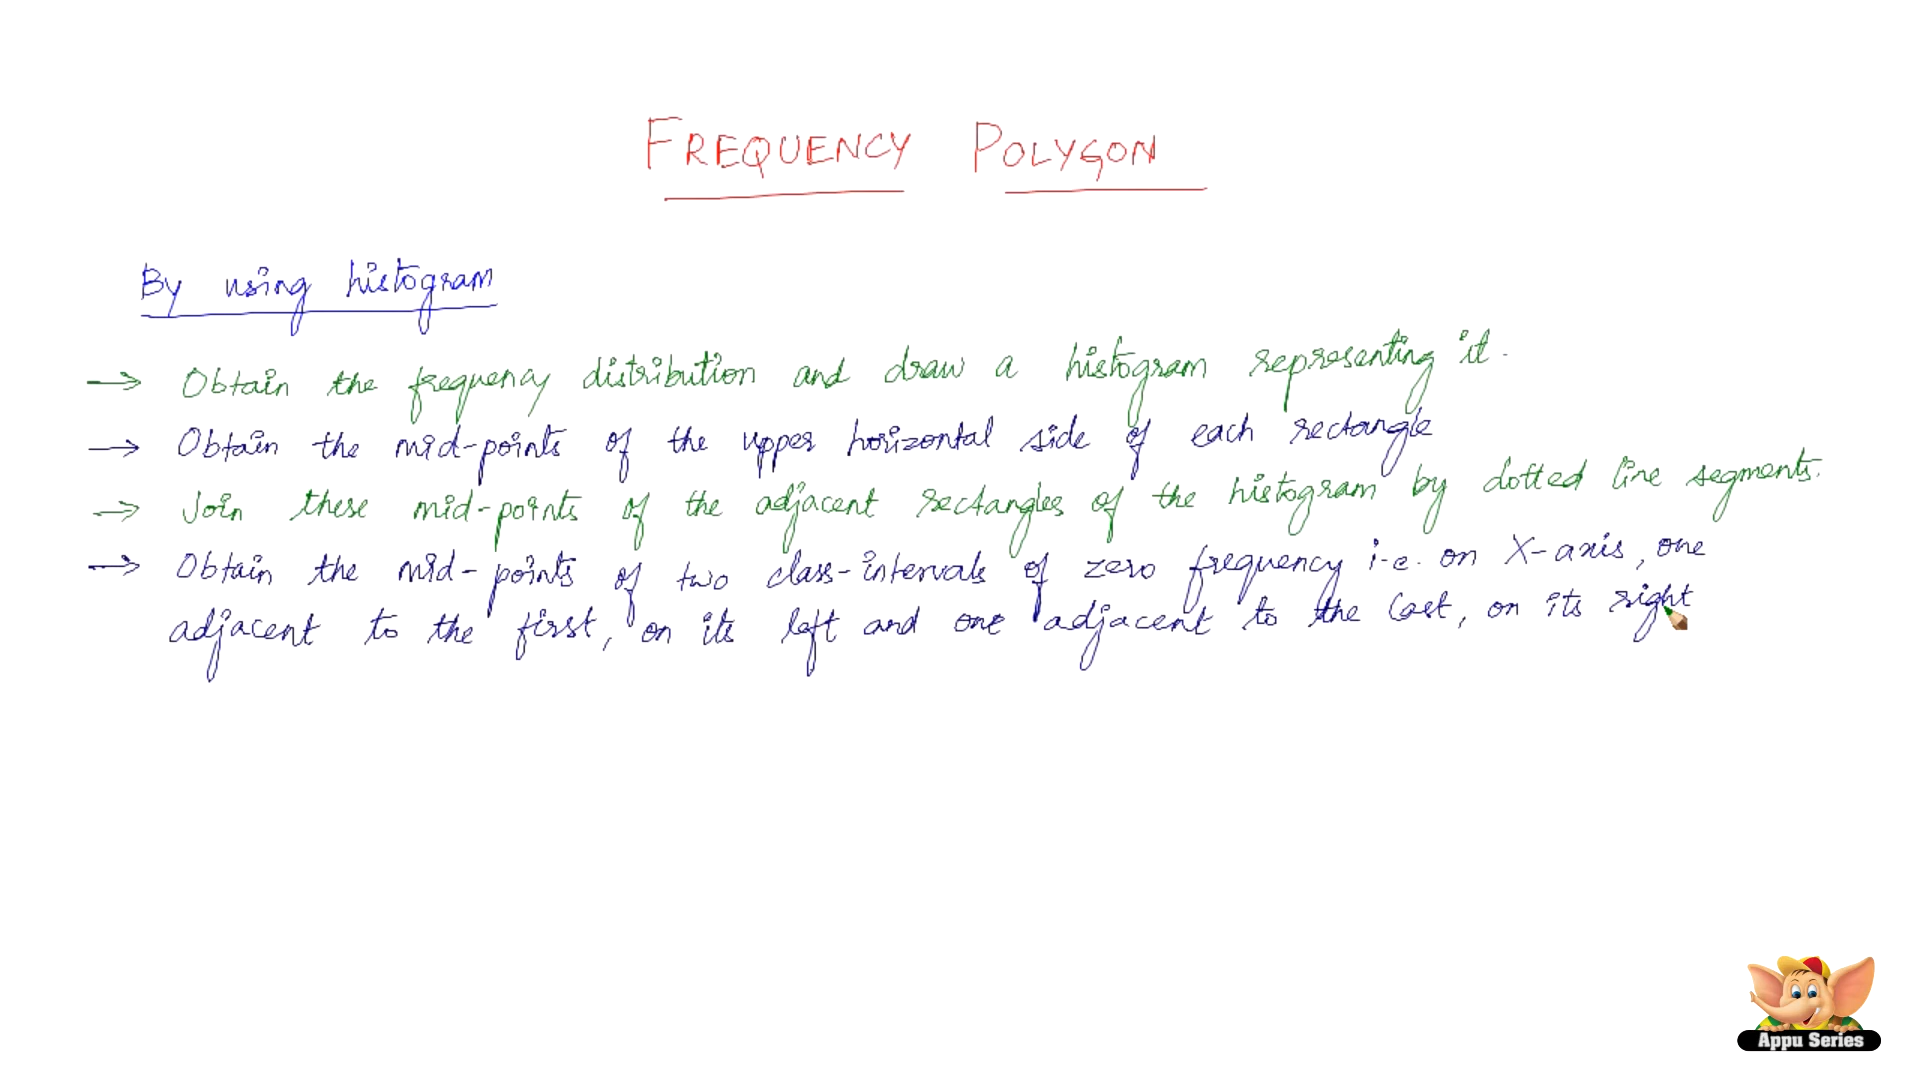 FREQUENCY POLYGON
By using histogram
→ Obtain the frequency distribution and draw a histogram representing it.
→ Obtain the mid-points of the upper horizontal side of each rectangle
→ Join these mid-points of the adjacent rectangles of the histogram by dotted line segments.
→ Obtain the mid-points of two class-intervals of zero frequency i.e. on X-axis, one
adjacent to the first, on its left and one adjacent to the last, on its right
Appu Series